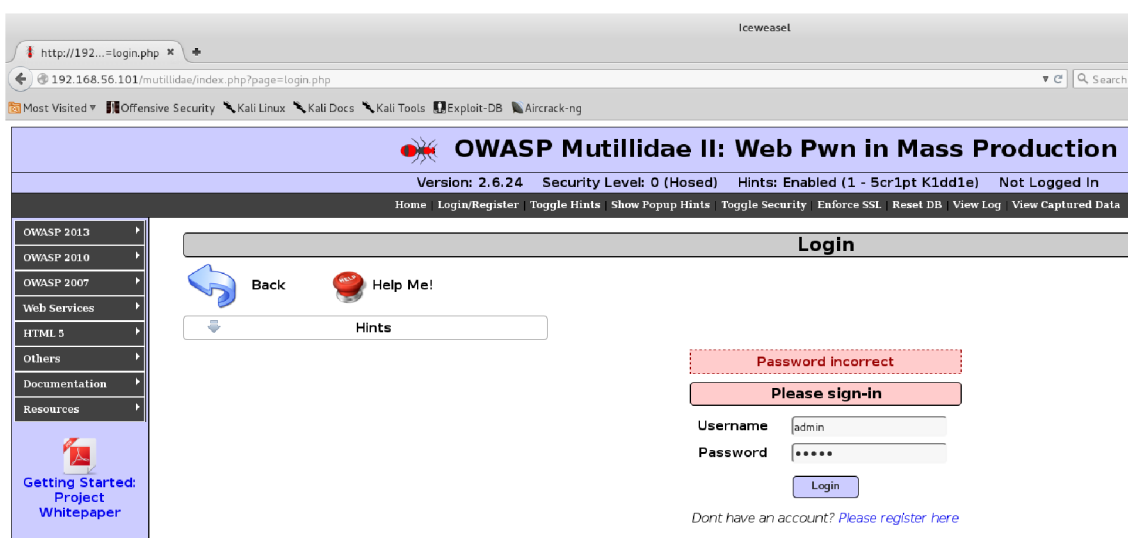 Iceweasel
http://192...=login.php
192.168.56.101/mutillidae/index.php?page=login.php
Search
Most Visited
Offensive Security
Kali Linux
Kali Docs
Kali Tools
Exploit-DB
Aircrack-ng
OWASP Mutillidae II: Web Pwn in Mass Production
Version: 2.6.24 Security Level: 0 (Hosed) Hints: Enabled (1 - 5cr1pt K1dd1e) Not Logged In
Home | Login/Register | Toggle Hints | Show Popup Hints | Toggle Security | Enforce SSL | Reset DB | View Log | View Captured Data
OWASP 2013
OWASP 2010
OWASP 2007
Web Services
HTML 5
Others
Documentation
Resources
Getting Started:
Project
Whitepaper
Login
Back
HELP
Help Me!
Hints
Password incorrect
Please sign-in
Username admin
Password •••••
Login
Dont have an account? Please register here